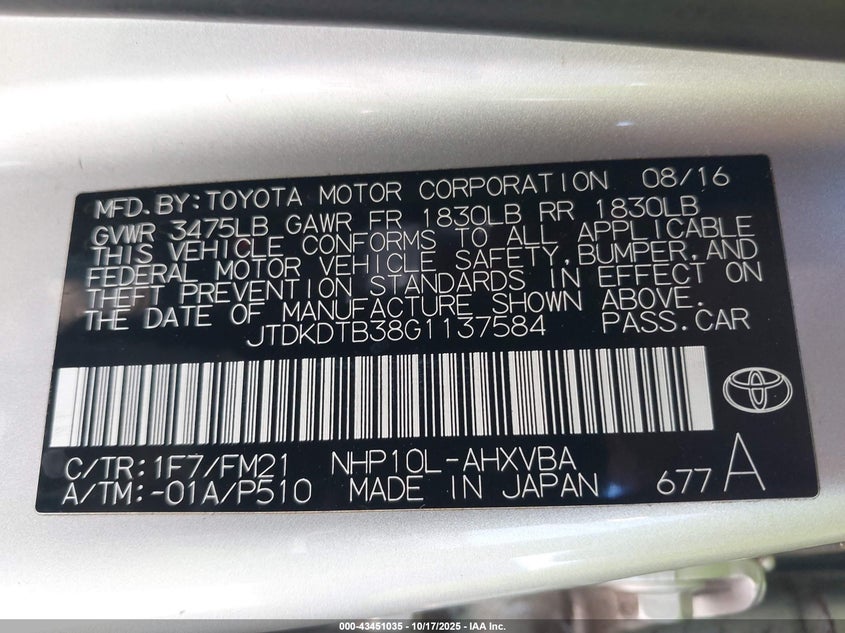 MFD. BY: TOYOTA MOTOR CORPORATION 08/16
GVWR 3475LB GAWR FR 1830LB RR 1830LB
THIS VEHICLE CONFORMS TO ALL APPLICABLE
FEDERAL MOTOR VEHICLE SAFETY, BUMPER, AND
THEFT PREVENTION STANDARDS IN EFFECT ON
THE DATE OF MANUFACTURE SHOWN ABOVE.
JTDKDTB38G1137584 PASS. CAR
C/TR: 1F7/FM21 NHP10L-AHXVBA
A/TM: -01A/P510 MADE IN JAPAN 677 A
000-43451035 - 10/17/2025 - IAA Inc.